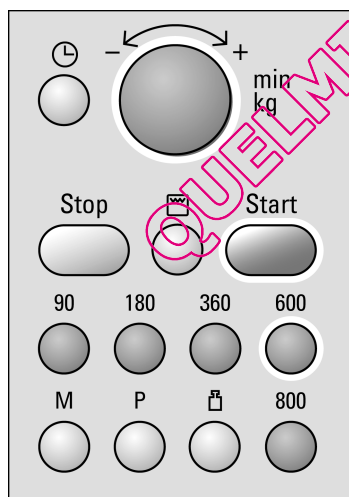 − +
min
kg
Stop Start
90 180 360 600
M P 800
QUELMT